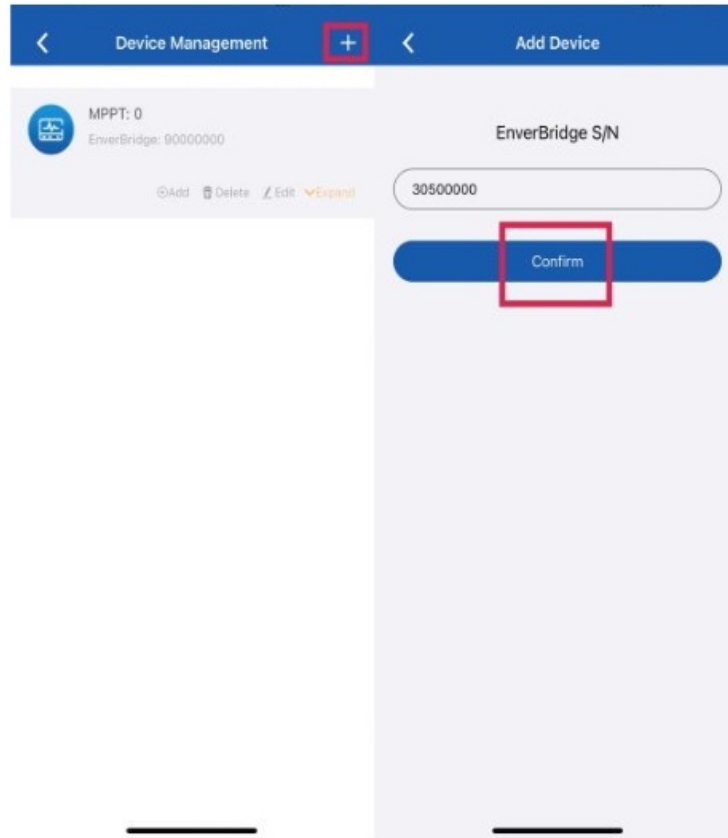 Device Management
+
MPPT: 0
EnverBridge: 90000000
Add Delete Edit Expand
Add Device
EnverBridge S/N
30500000
Confirm